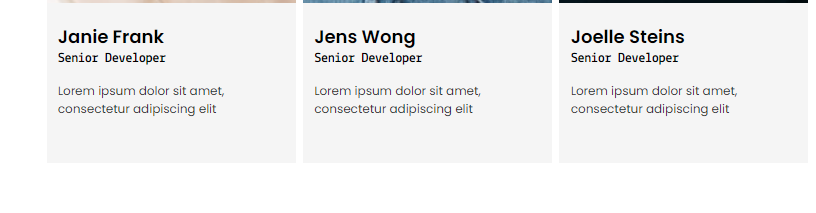 Janie Frank
Senior Developer
Lorem ipsum dolor sit amet,
consectetur adipiscing elit
Jens Wong
Senior Developer
Lorem ipsum dolor sit amet,
consectetur adipiscing elit
Joelle Steins
Senior Developer
Lorem ipsum dolor sit amet,
consectetur adipiscing elit